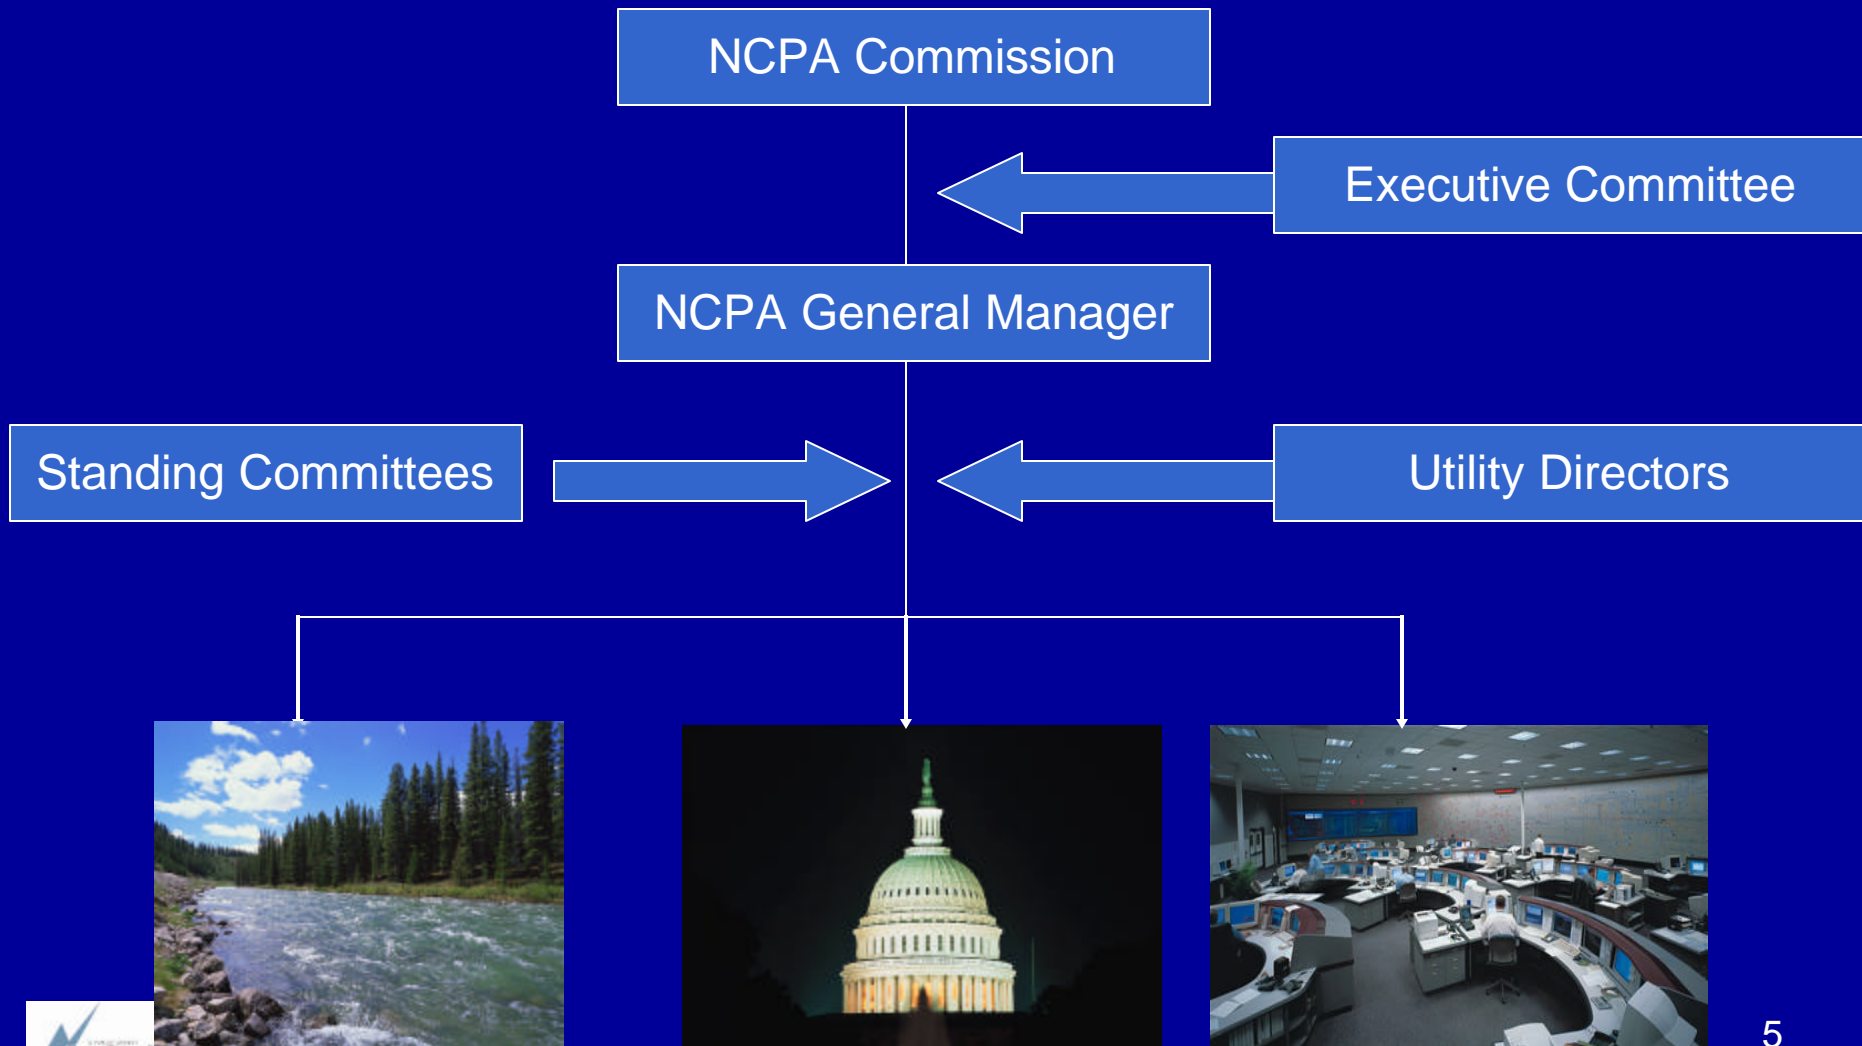 NCPA Commission
Executive Committee
NCPA General Manager
Standing Committees
Utility Directors
5